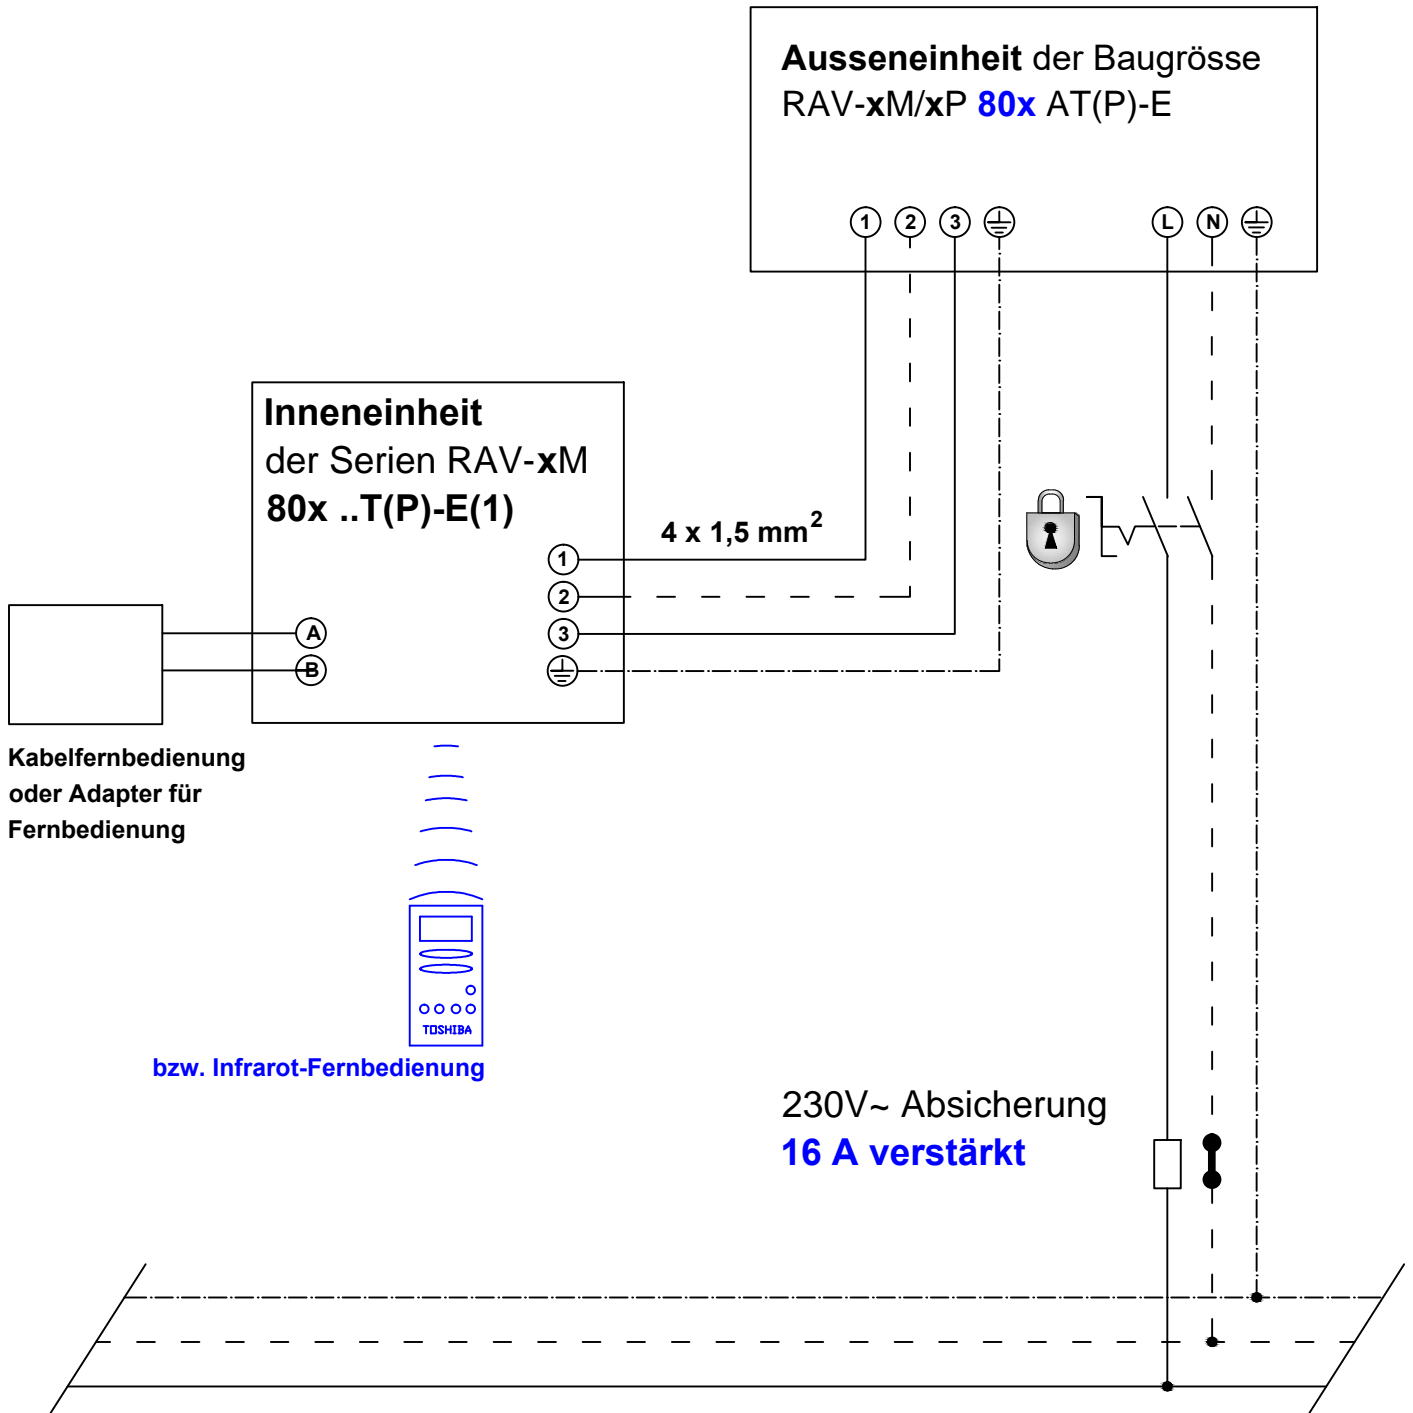 Ausseneinheit der Baugrösse
RAV-xM/xP 80x AT(P)-E
1 2 3 L N
Inneneinheit
der Serien RAV-xM
80x ..T(P)-E(1)
4 x 1,5 mm²
1
2
3
A
B
Kabelfernbedienung
oder Adapter für
Fernbedienung
TOSHIBA
bzw. Infrarot-Fernbedienung
230V~ Absicherung
16 A verstärkt